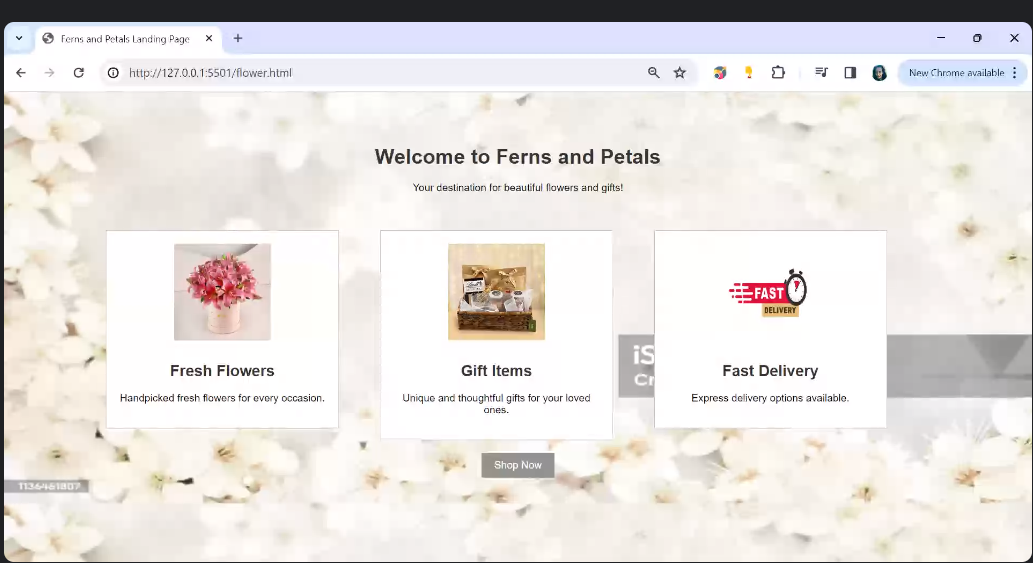 Ferns and Petals Landing Page
http://127.0.0.1:5501/flower.html
New Chrome available
Welcome to Ferns and Petals
Your destination for beautiful flowers and gifts!
FAST
DELIVERY
iS
Cr
Fresh Flowers
Gift Items
Fast Delivery
Handpicked fresh flowers for every occasion.
Unique and thoughtful gifts for your loved
ones.
Express delivery options available.
Shop Now
1136461807